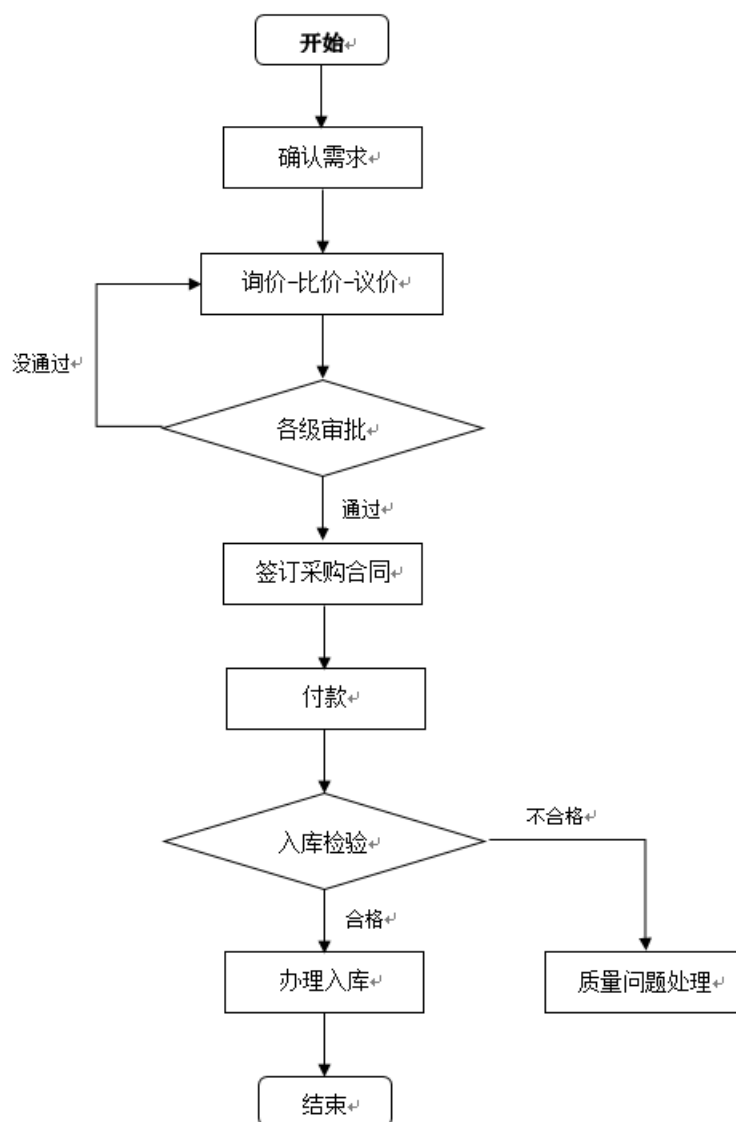 开始
确认需求
询价-比价-议价
没通过
各级审批
通过
签订采购合同
付款
不合格
入库检验
合格
办理入库
质量问题处理
结束